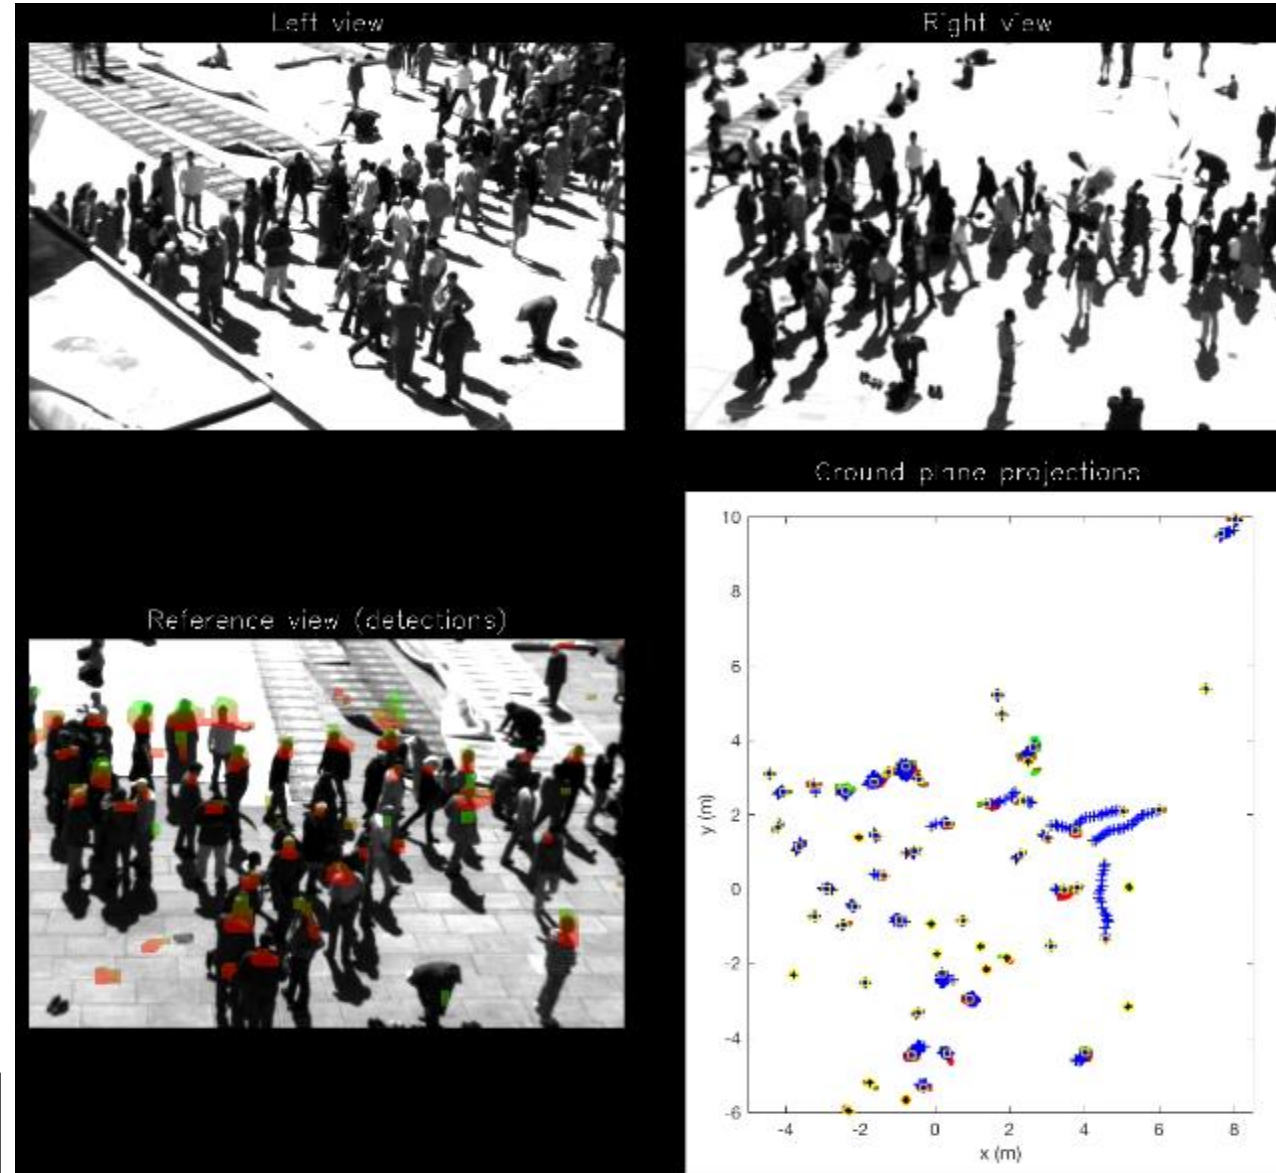 Left view
Right view
Ground plane projections
10
8
6
4
2
0
-2
-4
-6
y (m)
-4
-2
0
2
4
6
8
x (m)
Reference view (detections)